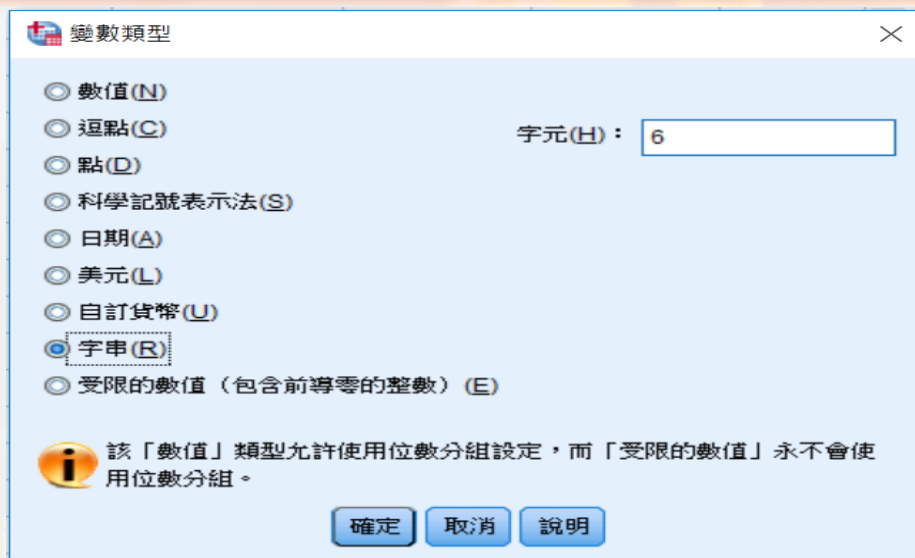 變數類型
數值(N)
逗點(C)
字元(H)： 6
點(D)
科學記號表示法(S)
日期(A)
美元(L)
自訂貨幣(U)
字串(R)
受限的數值（包含前導零的整數）(E)
該「數值」類型允許使用位數分組設定，而「受限的數值」永不會使
用位數分組。
確定 取消 說明